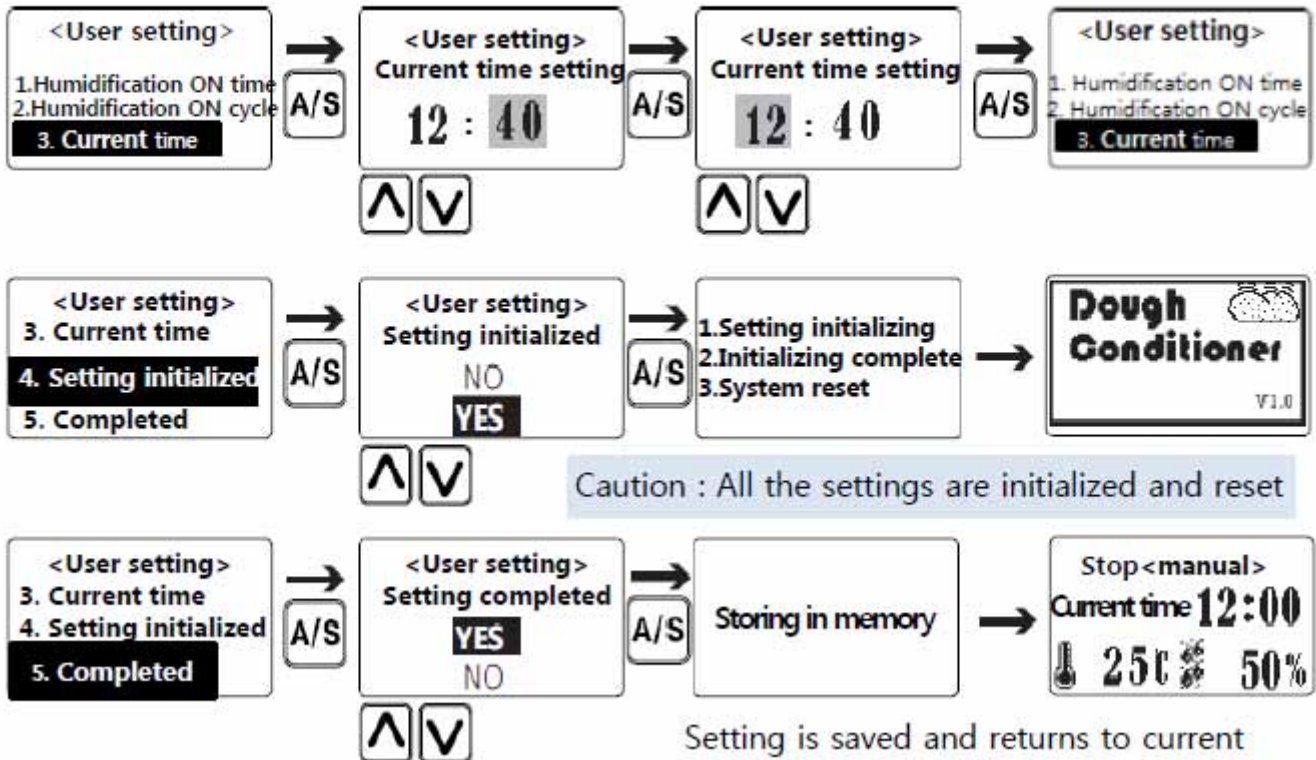 <User setting>
1.Humidification ON time
2.Humidification ON cycle
3. Current time
A/S
<User setting>
Current time setting
12 : 40
A/S
<User setting>
Current time setting
12 : 40
A/S
<User setting>
1. Humidification ON time
2. Humidification ON cycle
3. Current time
<User setting>
3. Current time
4. Setting initialized
5. Completed
A/S
<User setting>
Setting initialized
NO
YES
A/S
1.Setting initializing
2.Initializing complete
3.System reset
Dough
Conditioner
V1.0
Caution : All the settings are initialized and reset
<User setting>
3. Current time
4. Setting initialized
5. Completed
A/S
<User setting>
Setting completed
YES
NO
A/S
Storing in memory
Stop<manual>
Current time 12:00
25℃ 50%
Setting is saved and returns to current